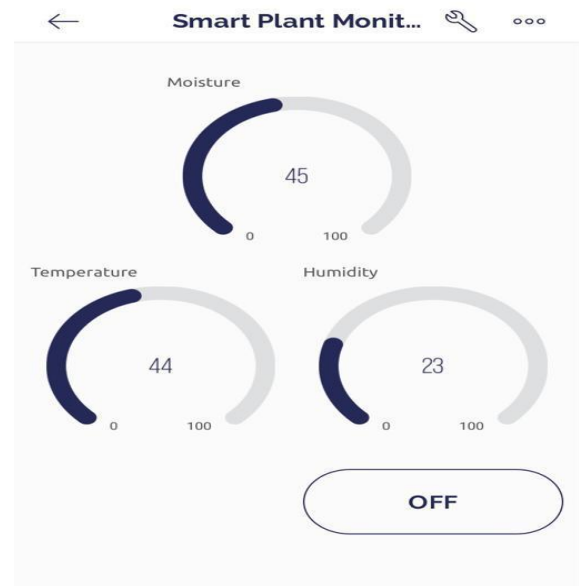 Smart Plant Monit...
Moisture
45
0 100
Temperature Humidity
44 23
0 100 0 100
OFF